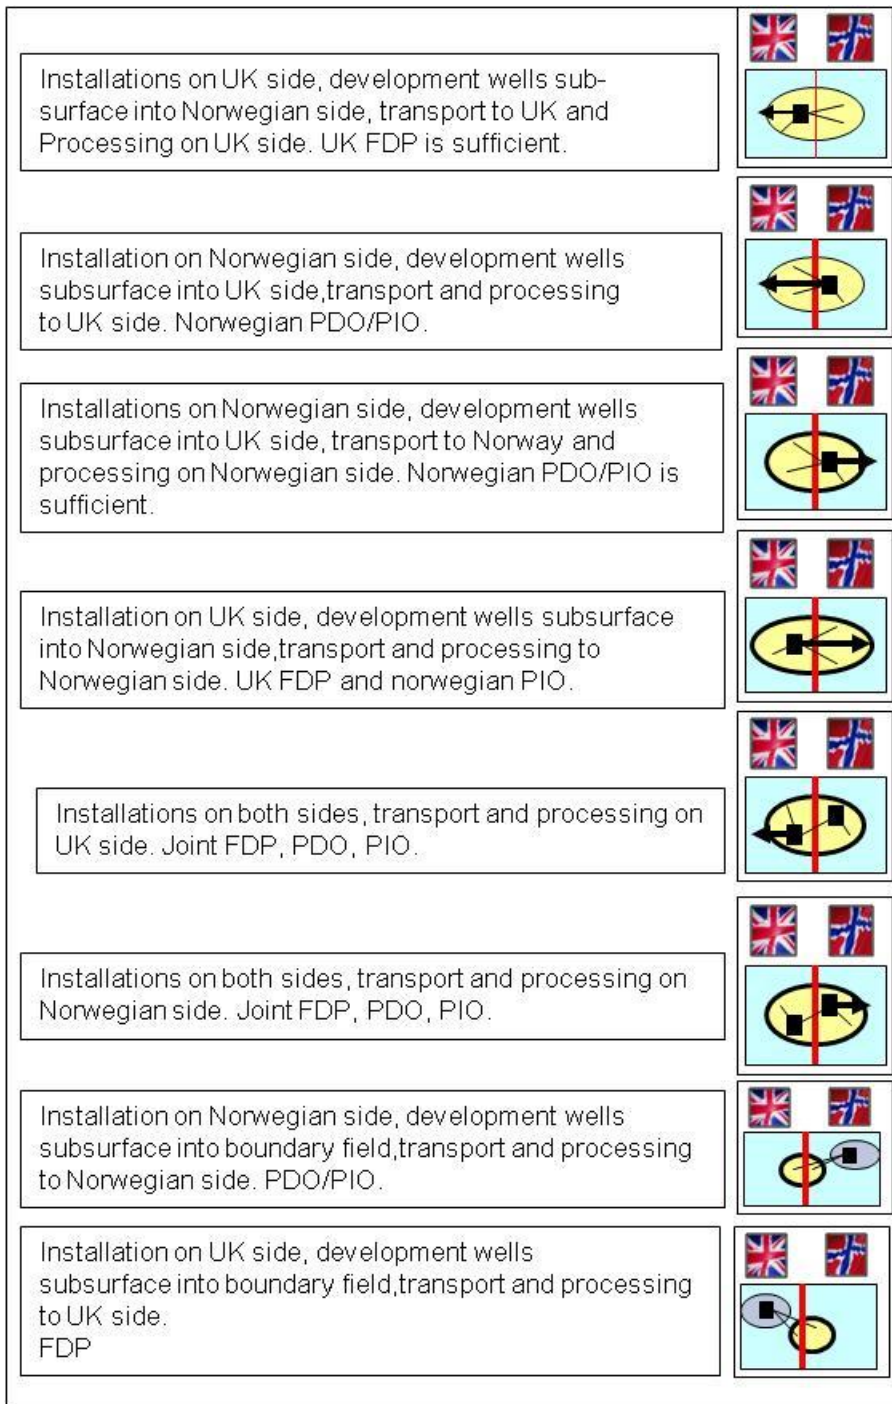 Installations on UK side, development wells sub-
surface into Norwegian side, transport to UK and
Processing on UK side. UK FDP is sufficient.
Installation on Norwegian side, development wells
subsurface into UK side,transport and processing
to UK side. Norwegian PDO/PIO.
Installations on Norwegian side, development wells
subsurface into UK side, transport to Norway and
processing on Norwegian side. Norwegian PDO/PIO is
sufficient.
Installation on UK side, development wells subsurface
into Norwegian side,transport and processing to
Norwegian side. UK FDP and norwegian PIO.
Installations on both sides, transport and processing on
UK side. Joint FDP, PDO, PIO.
Installations on both sides, transport and processing on
Norwegian side. Joint FDP, PDO, PIO.
Installation on Norwegian side, development wells
subsurface into boundary field,transport and processing
to Norwegian side. PDO/PIO.
Installation on UK side, development wells
subsurface into boundary field,transport and processing
to UK side.
FDP